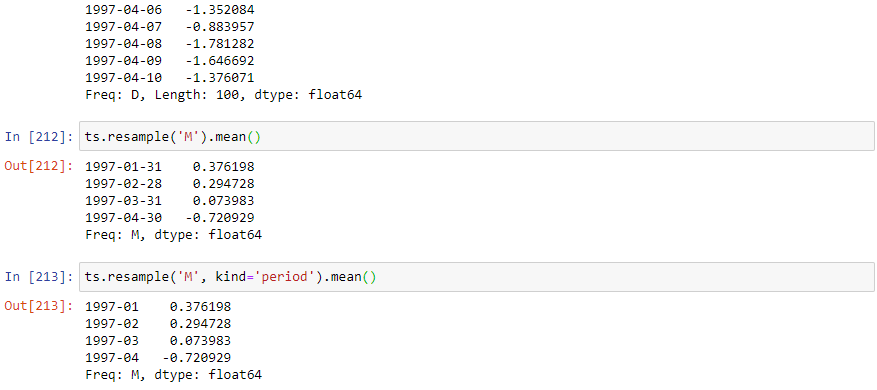 1997-04-06   -1.352084
1997-04-07   -0.883957
1997-04-08   -1.781282
1997-04-09   -1.646692
1997-04-10   -1.376071
Freq: D, Length: 100, dtype: float64
In [212]: ts.resample('M').mean()
Out[212]: 1997-01-31    0.376198
1997-02-28    0.294728
1997-03-31    0.073983
1997-04-30   -0.720929
Freq: M, dtype: float64
In [213]: ts.resample('M', kind='period').mean()
Out[213]: 1997-01    0.376198
1997-02    0.294728
1997-03    0.073983
1997-04   -0.720929
Freq: M, dtype: float64